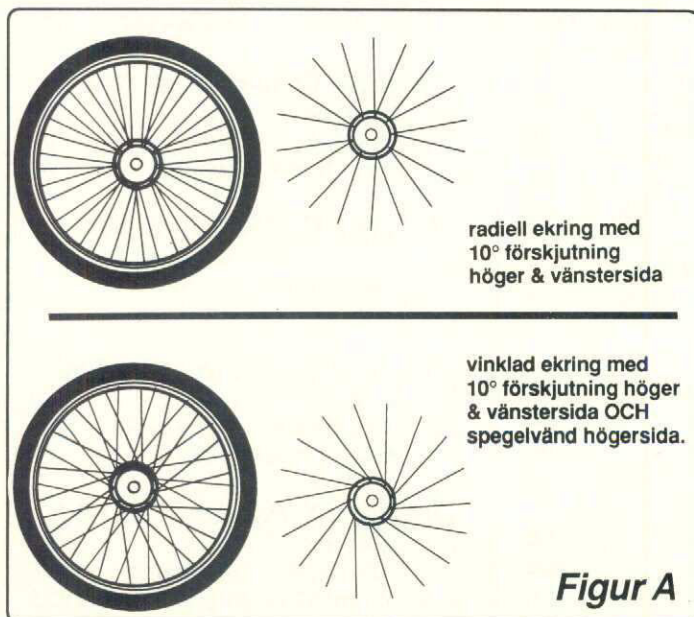 radiell ekring med
10° förskjutning
höger & vänstersida
vinklad ekring med
10° förskjutning höger
& vänstersida OCH
spegelvänd högersida.
Figur A